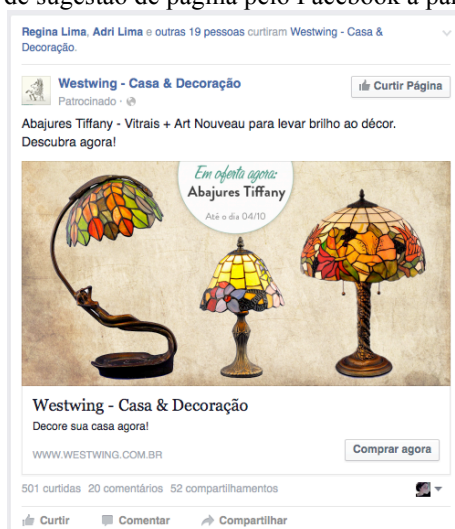 de sugestão de página pelo Facebook a par
Regina Lima, Adri Lima e outras 19 pessoas curtiram Westwing - Casa &
Decoração.
Westwing - Casa & Decoração
Patrocinado ·
Curtir Página
Abajures Tiffany - Vitrais + Art Nouveau para levar brilho ao décor.
Descubra agora!
Em oferta agora:
Abajures Tiffany
Até o dia 04/10
Westwing - Casa & Decoração
Decore sua casa agora!
WWW.WESTWING.COM.BR
Comprar agora
501 curtidas 20 comentários 52 compartilhamentos
Curtir Comentar Compartilhar